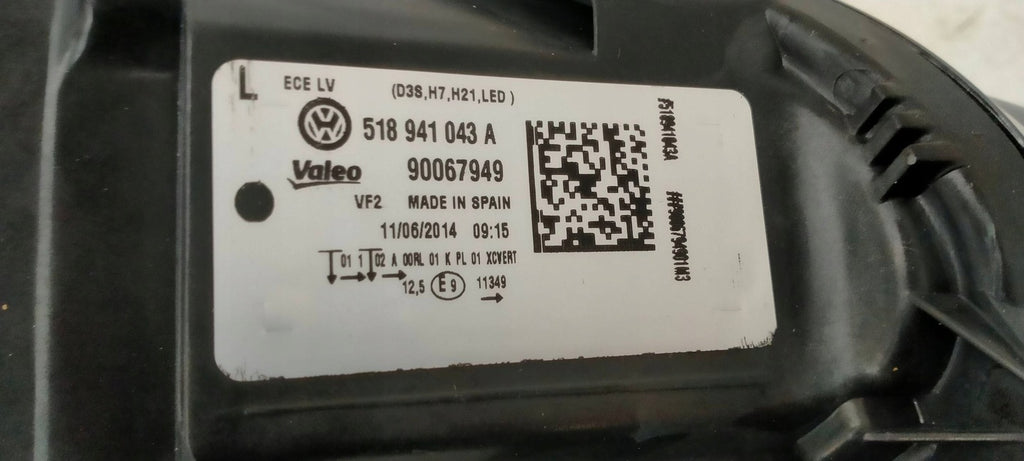 L ECE LV (D3S,H7,H21,LED)
518 941 043 A
Valeo 90067949
VF2 MADE IN SPAIN
11/06/2014 09:15
01 1 02 A 00RL 01 K PL 01 XCVERT
12,5 E9 11349